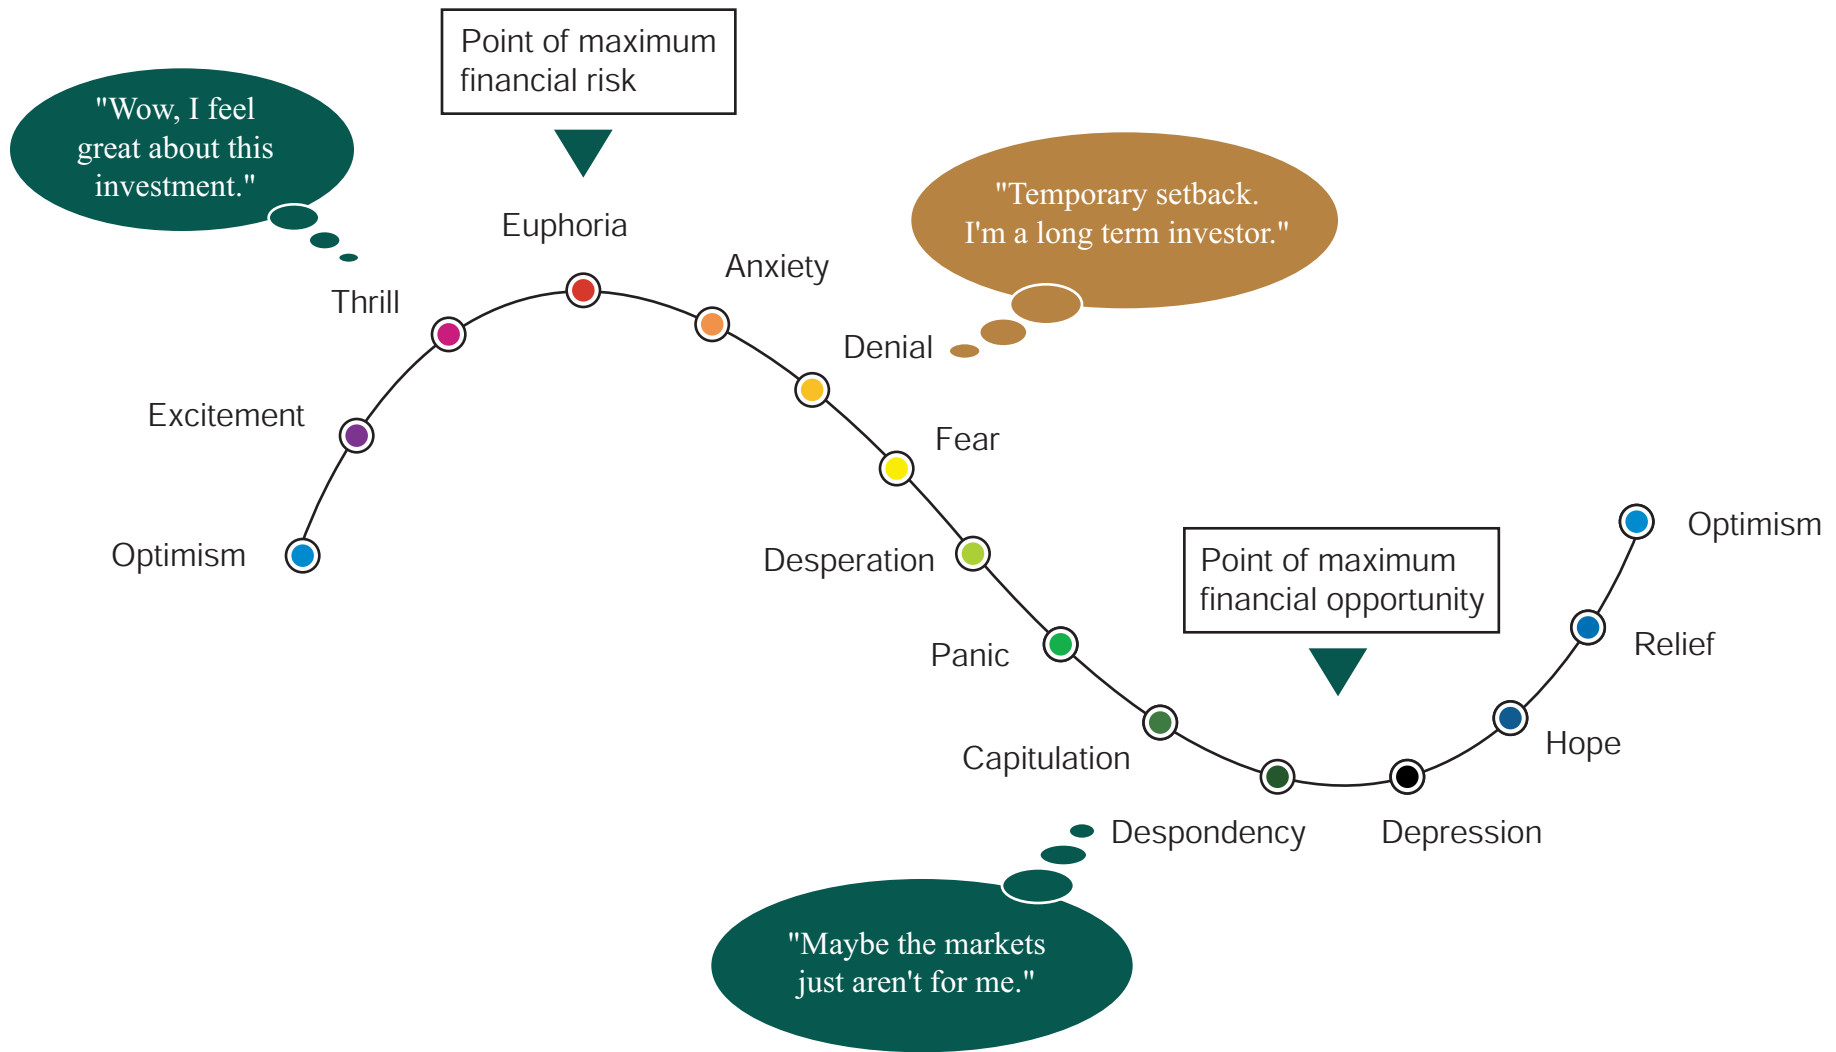 Point of maximum
financial risk
"Wow, I feel
great about this
investment."
"Temporary setback.
I'm a long term investor."
Euphoria
Anxiety
Thrill
Denial
Excitement
Fear
Optimism
Desperation
Point of maximum
financial opportunity
Optimism
Panic
Relief
Capitulation
Hope
Despondency
Depression
"Maybe the markets
just aren't for me."